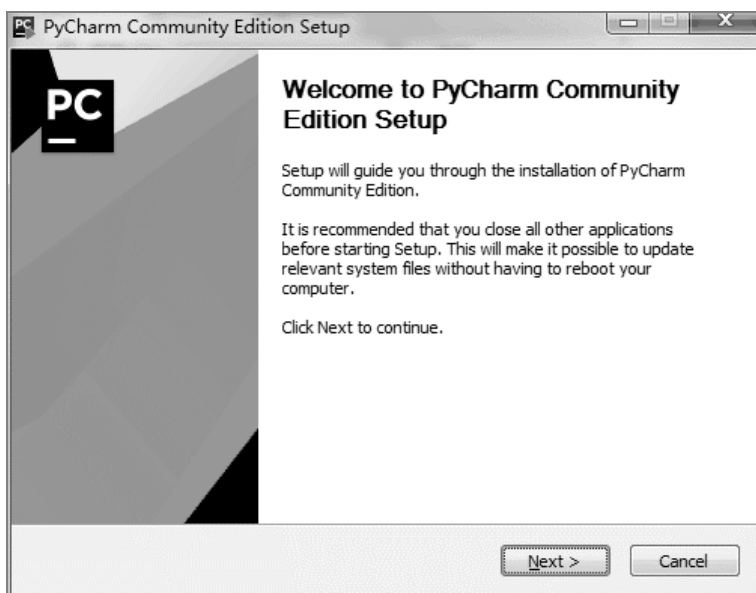 PyCharm Community Edition Setup
PC
Welcome to PyCharm Community
Edition Setup
Setup will guide you through the installation of PyCharm
Community Edition.
It is recommended that you close all other applications
before starting Setup. This will make it possible to update
relevant system files without having to reboot your
computer.
Click Next to continue.
Next >
Cancel